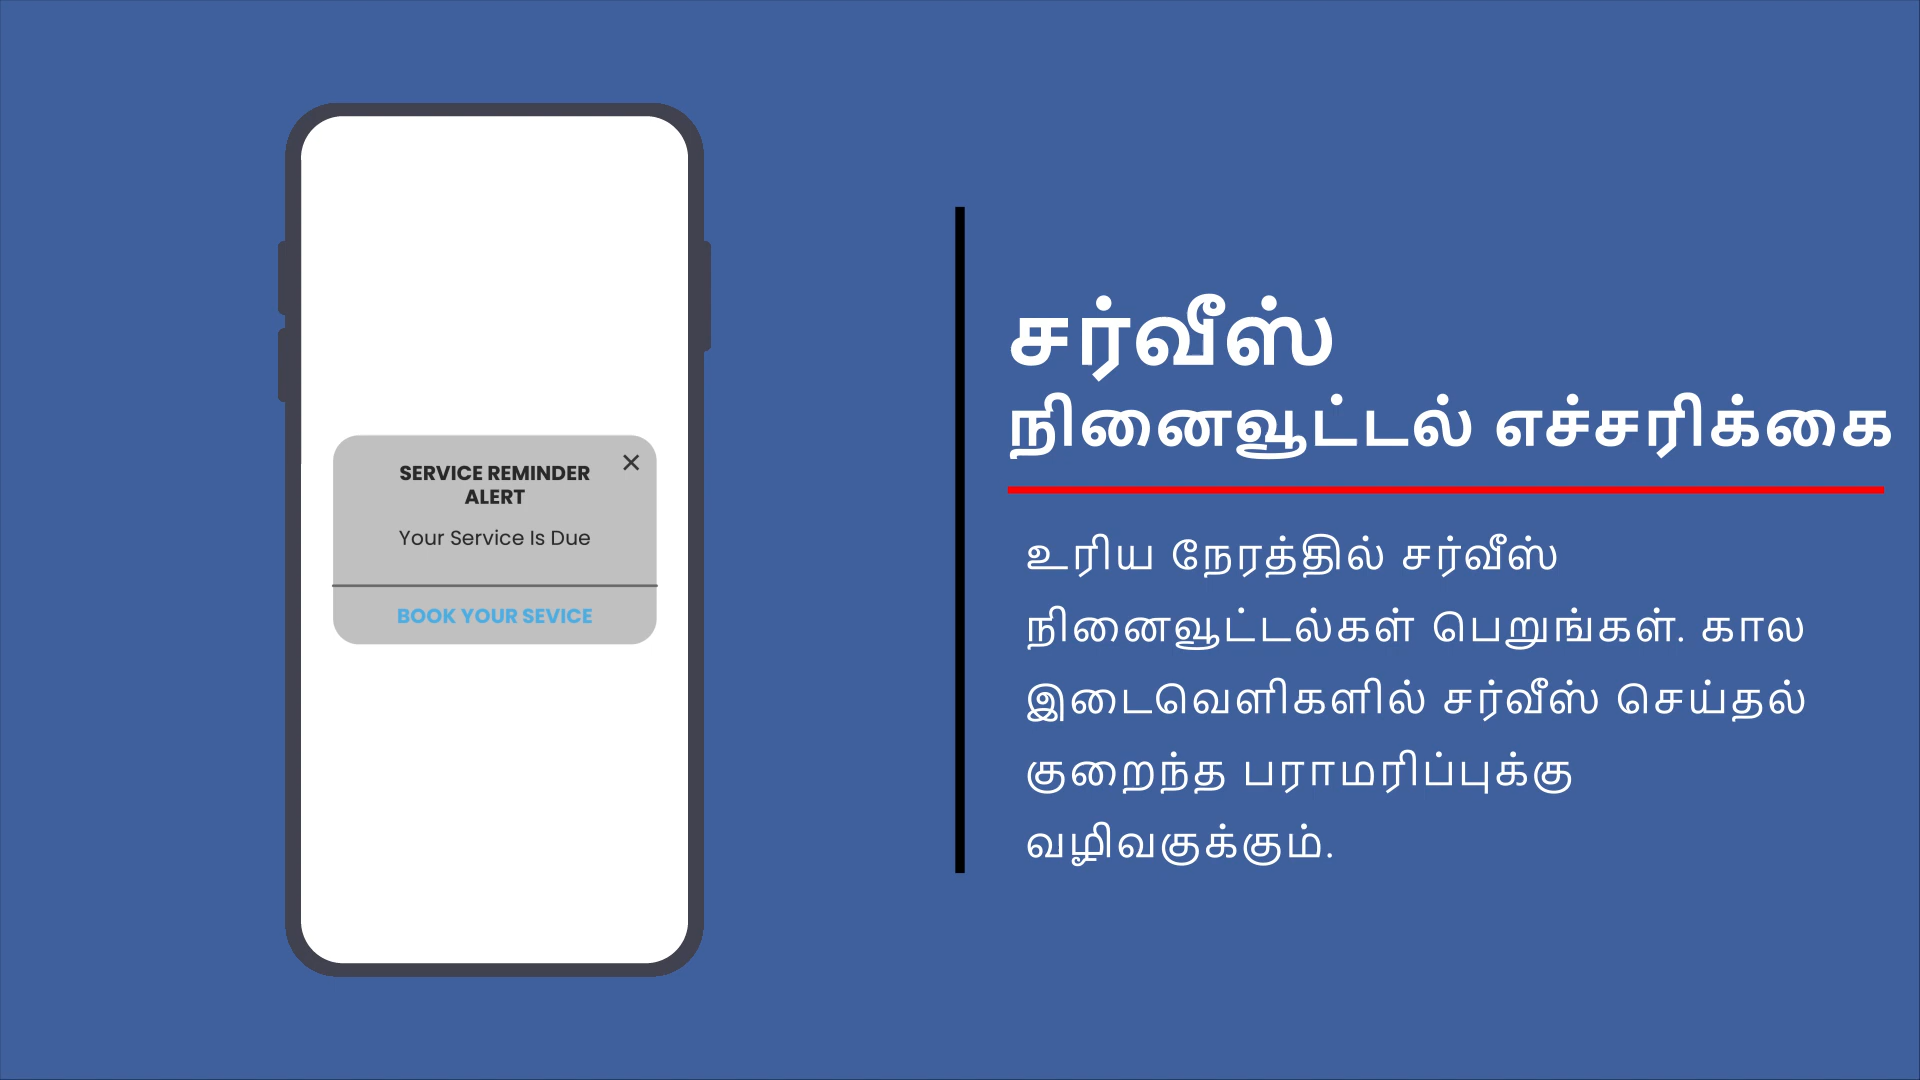 SERVICE REMINDER
ALERT
Your Service Is Due
BOOK YOUR SEVICE
சர்வீஸ்
நினைவூட்டல் எச்சரிக்கை
உரிய நேரத்தில் சர்வீஸ்
நினைவூட்டல்கள் பெறுங்கள். கால
இடைவெளிகளில் சர்வீஸ் செய்தல்
குறைந்த பராமரிப்புக்கு
வழிவகுக்கும்.